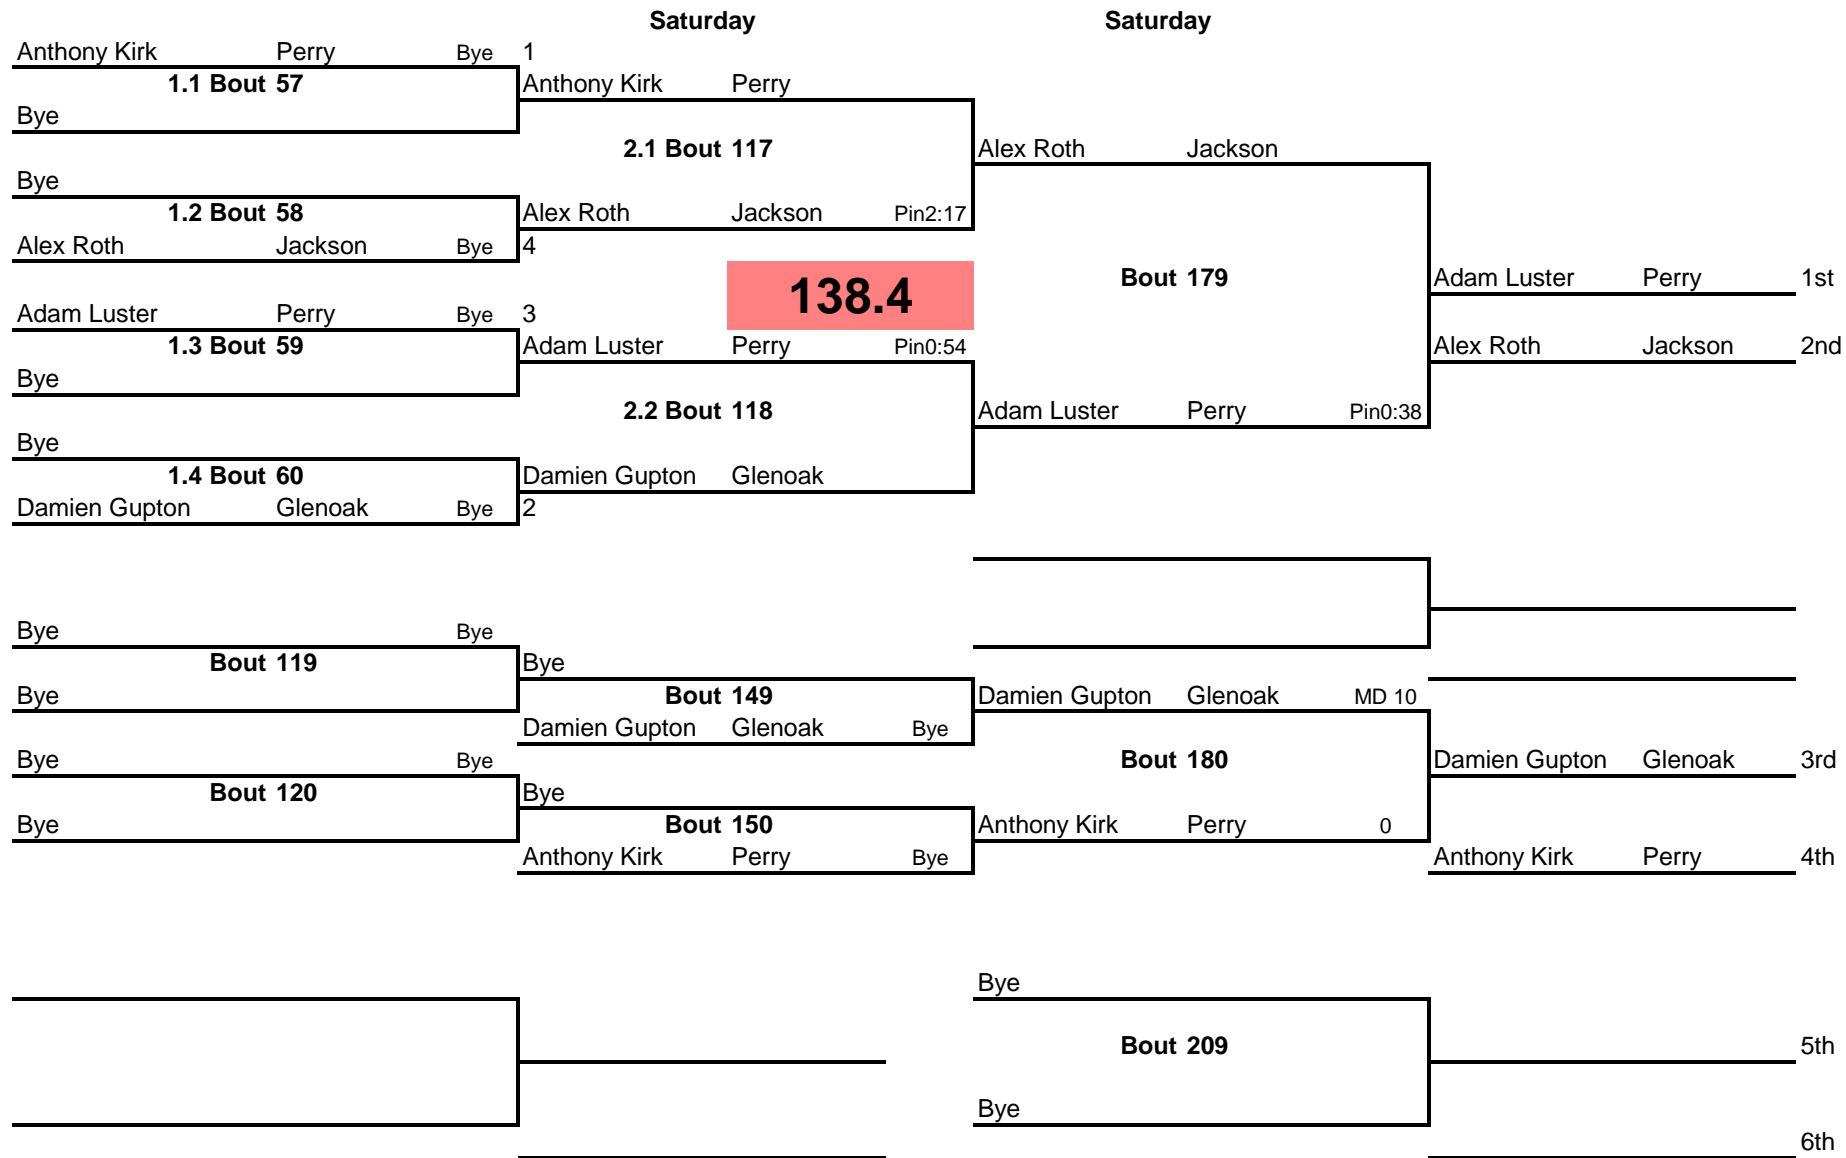 Saturday Saturday
Anthony Kirk Perry Bye 1
1.1 Bout 57 Anthony Kirk Perry
Bye
2.1 Bout 117 Alex Roth Jackson
Bye
1.2 Bout 58 Alex Roth Jackson Pin2:17
Alex Roth Jackson Bye 4
138.4 Bout 179 Adam Luster Perry 1st
Adam Luster Perry Bye 3
1.3 Bout 59 Adam Luster Perry Pin0:54 Alex Roth Jackson 2nd
Bye
2.2 Bout 118 Adam Luster Perry Pin0:38
Bye
1.4 Bout 60 Damien Gupton Glenoak
Damien Gupton Glenoak Bye 2
Bye Bye
Bout 119 Bye
Bye Bout 149 Damien Gupton Glenoak MD 10
Damien Gupton Glenoak Bye
Bye Bye Bout 180 Damien Gupton Glenoak 3rd
Bout 120 Bye
Bye Bout 150 Anthony Kirk Perry 0
Anthony Kirk Perry Bye Anthony Kirk Perry 4th
Bye
Bout 209 5th
Bye
6th